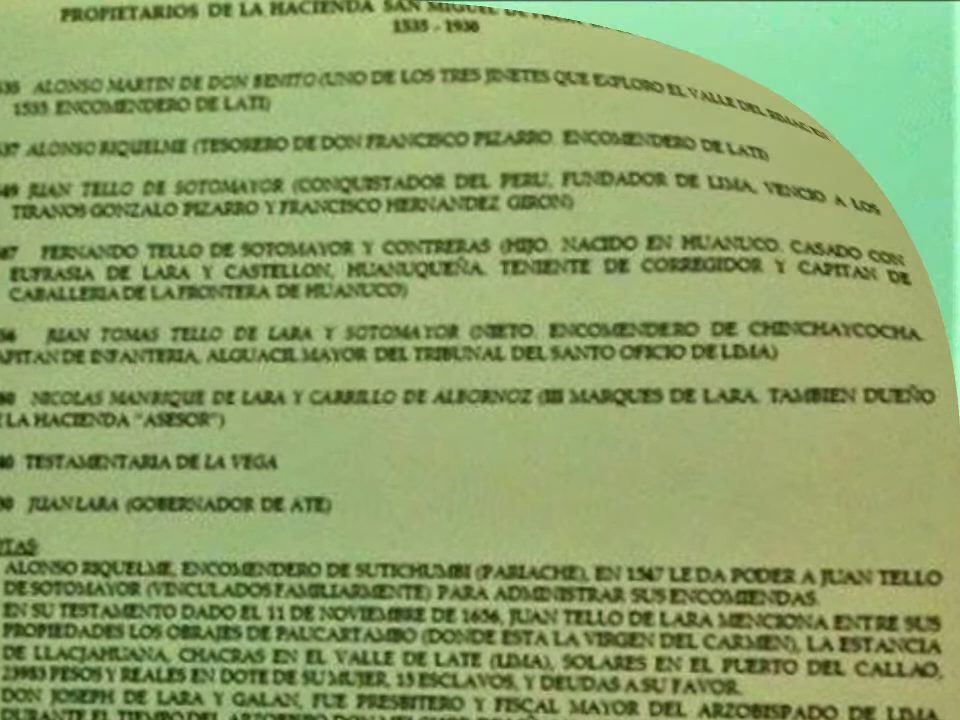 PROPIETARIOS DE LA HACIENDA SAN MIGUEL
1535 - 1930
ALONSO MARTIN DE DON BENITO (UNO DE LOS TRES JINETES QUE EXPLORO EL VALLE DEL RIMAC EN
1535. ENCOMENDERO DE LATI)
ALONSO RIQUELME (TESORERO DE DON FRANCISCO PIZARRO. ENCOMENDERO DE LATI)
JUAN TELLO DE SOTOMAYOR (CONQUISTADOR DEL PERU, FUNDADOR DE LIMA, VENCIO A LOS
TIRANOS GONZALO PIZARRO Y FRANCISCO HERNANDEZ GIRON)
FERNANDO TELLO DE SOTOMAYOR Y CONTRERAS (HIJO. NACIDO EN HUANUCO. CASADO CON
EUFRASIA DE LARA Y CASTELLON, HUANUQUEÑA. TENIENTE DE CORREGIDOR Y CAPITAN DE
CABALLERIA DE LA FRONTERA DE HUANUCO)
JUAN TOMAS TELLO DE LARA Y SOTOMAYOR (NIETO. ENCOMENDERO DE CHINCHAYCOCHA.
APITAN DE INFANTERIA, ALGUACIL MAYOR DEL TRIBUNAL DEL SANTO OFICIO DE LIMA)
NICOLAS MANRIQUE DE LARA Y CARRILLO DE ALBORNOZ (III MARQUES DE LARA. TAMBIEN DUEÑO
LA HACIENDA "ASESOR")
TESTAMENTARIA DE LA VEGA
JUAN LARA (GOBERNADOR DE ATE)
TAS
ALONSO RIQUELME, ENCOMENDERO DE SUTICHUMBI (PARIACHE), EN 1547 LE DA PODER A JUAN TELLO
DE SOTOMAYOR (VINCULADOS FAMILIARMENTE) PARA ADMINISTRAR SUS ENCOMIENDAS.
EN SU TESTAMENTO DADO EL 11 DE NOVIEMBRE DE 1656, JUAN TELLO DE LARA MENCIONA ENTRE SUS
PROPIEDADES LOS OBRAJES DE PAUCARTAMBO (DONDE ESTA LA VIRGEN DEL CARMEN), LA ESTANCIA
DE LLACJAHUANA, CHACRAS EN EL VALLE DE LATE (LIMA), SOLARES EN EL PUERTO DEL CALLAO,
23983 PESOS Y REALES EN DOTE DE SU MUJER, 13 ESCLAVOS, Y DEUDAS A SU FAVOR.
DON JOSEPH DE LARA Y GALAN, FUE PRESBITERO Y FISCAL MAYOR DEL ARZOBISPADO DE LIMA
DURANTE EL TIEMPO DEL ARZOBISPO DON